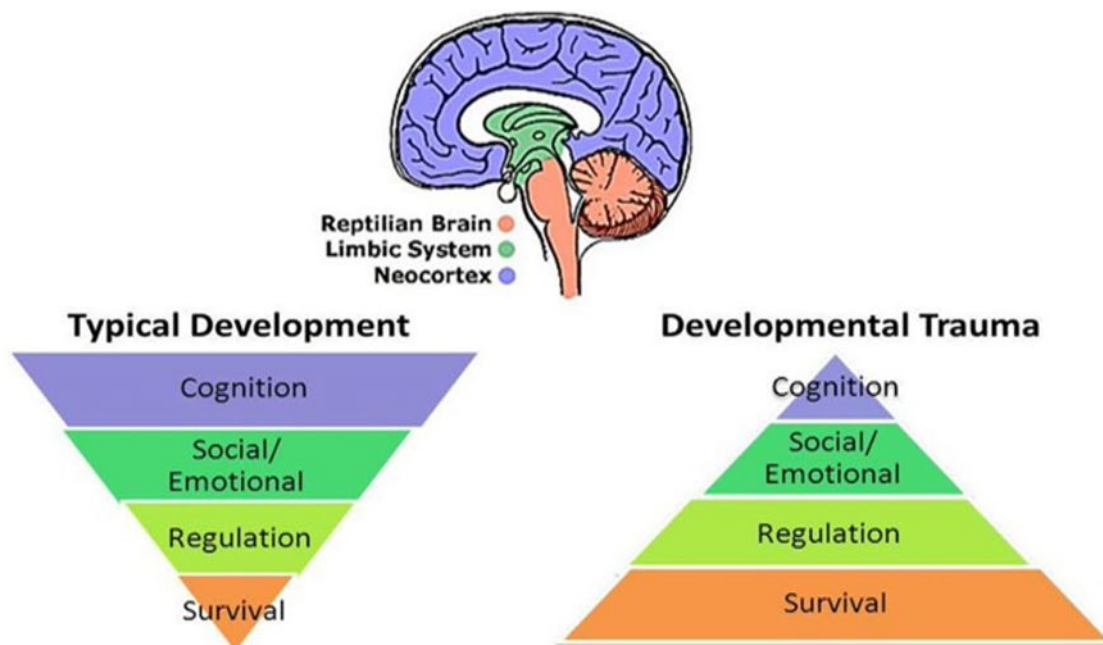 Reptilian Brain
Limbic System
Neocortex
Typical Development
Cognition
Social/
Emotional
Regulation
Survival
Developmental Trauma
Cognition
Social/
Emotional
Regulation
Survival